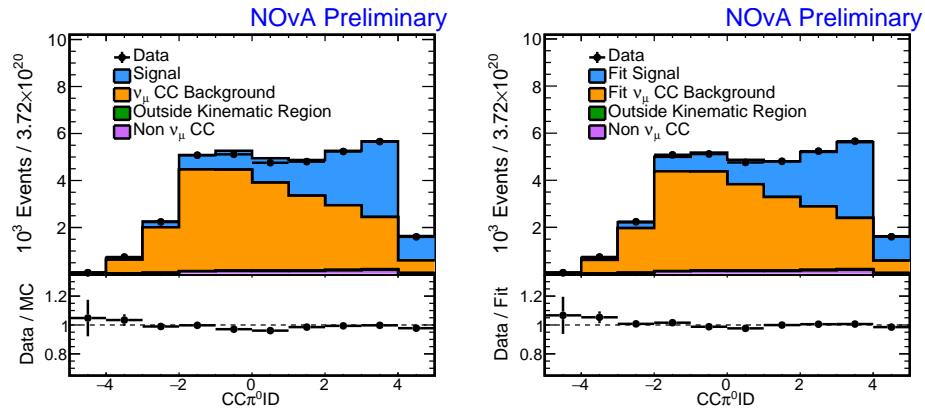 NOvA Preliminary
10
8
6
4
2
10³ Events / 3.72×10²⁰
Data
Signal
νμ CC Background
Outside Kinematic Region
Non νμ CC
1.2
1
0.8
Data / MC
−4 −2 0 2 4
CCπ⁰ID
NOvA Preliminary
10
8
6
4
2
10³ Events / 3.72×10²⁰
Data
Fit Signal
Fit νμ CC Background
Outside Kinematic Region
Non νμ CC
1.2
1
0.8
Data / Fit
−4 −2 0 2 4
CCπ⁰ID